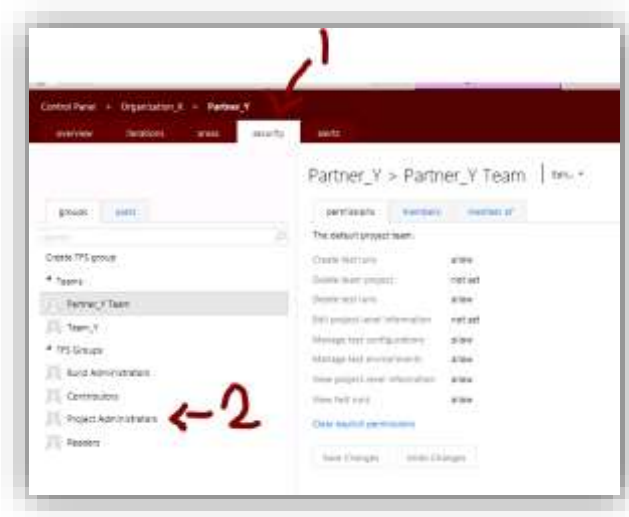 1
Control Panel > Organization_X > Partner_Y
overview iterations areas security alerts
Partner_Y > Partner_Y Team
groups users
permissions members member of
The default project team.
Create TFS group
Create test runs allow
Teams
Delete team project not set
Partner_Y Team
Delete test runs allow
Team_Y
Edit project-level information not set
TFS Groups
Manage test configurations allow
Build Administrators
Manage test environments allow
Contributors
View project-level information allow
Project Administrators 2
View test runs allow
Readers
Clear explicit permissions
Save Changes Undo Changes